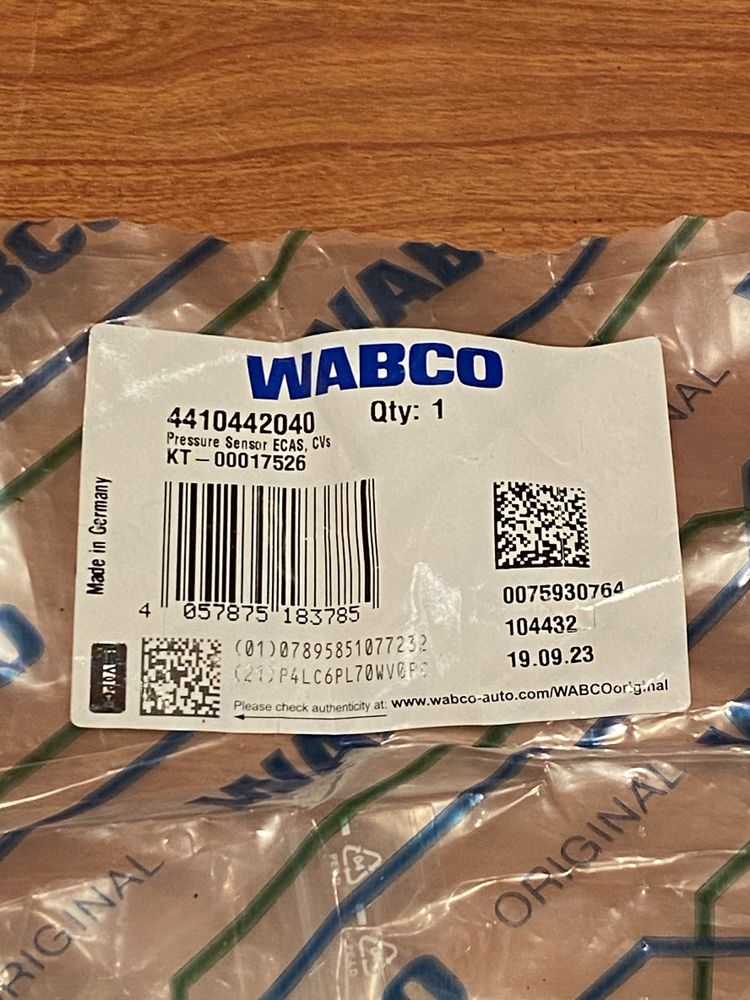 WABCO
4410442040
Qty: 1
Pressure Sensor ECAS, CVs
KT-00017526
Made in Germany
4 057875 183785
0075930764
104432
19.09.23
(01)07895851077232
Please check authenticity at: www.wabco-auto.com/WABCOoriginal
ORIGINAL
ORIGINAL